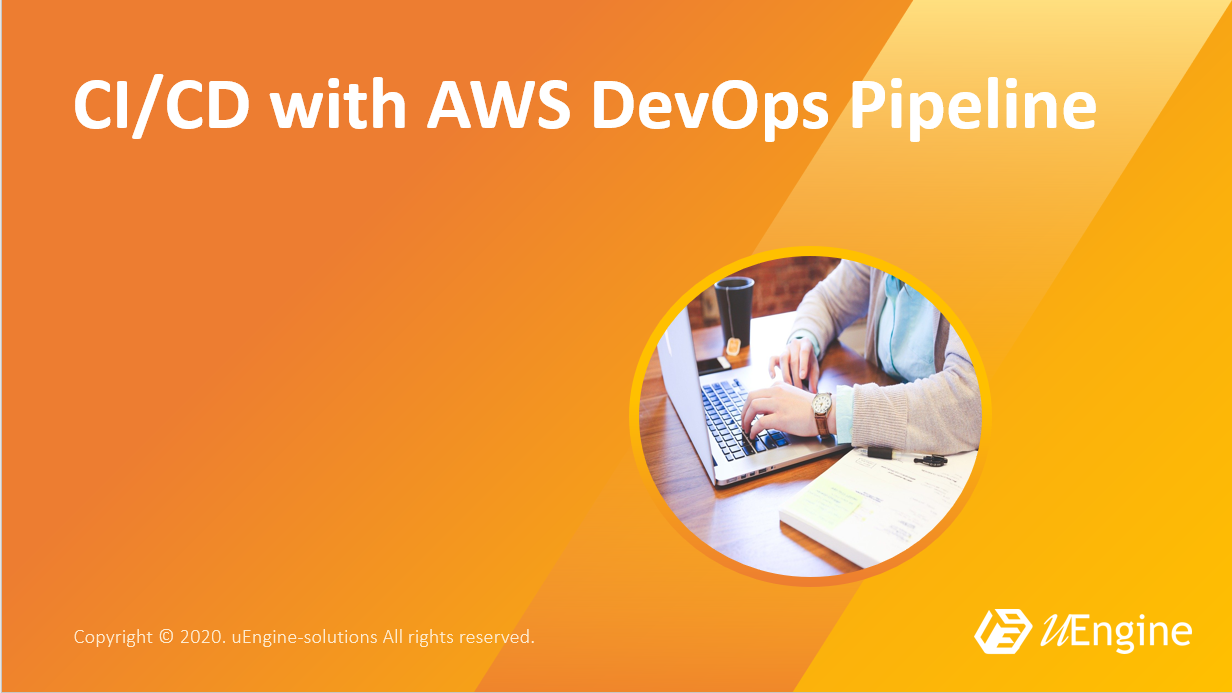 CI/CD with AWS DevOps Pipeline
Copyright © 2020. uEngine-solutions All rights reserved.
uEngine